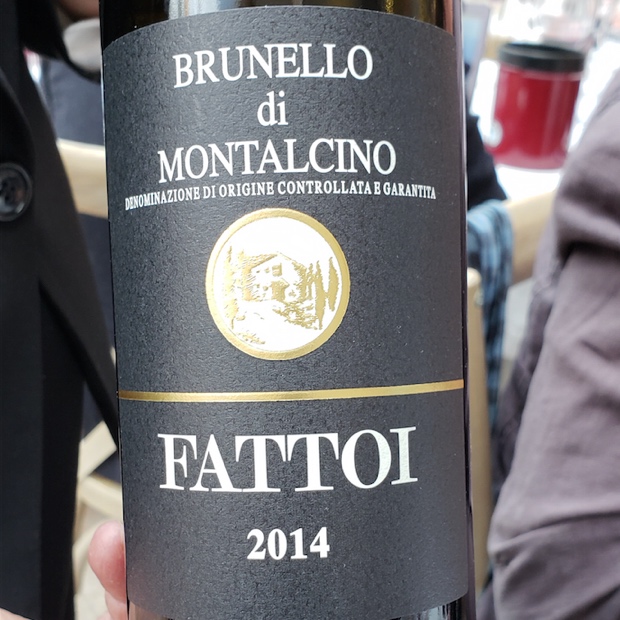 BRUNELLO
di
MONTALCINO
DENOMINAZIONE DI ORIGINE CONTROLLATA E GARANTITA
FATTOI
2014